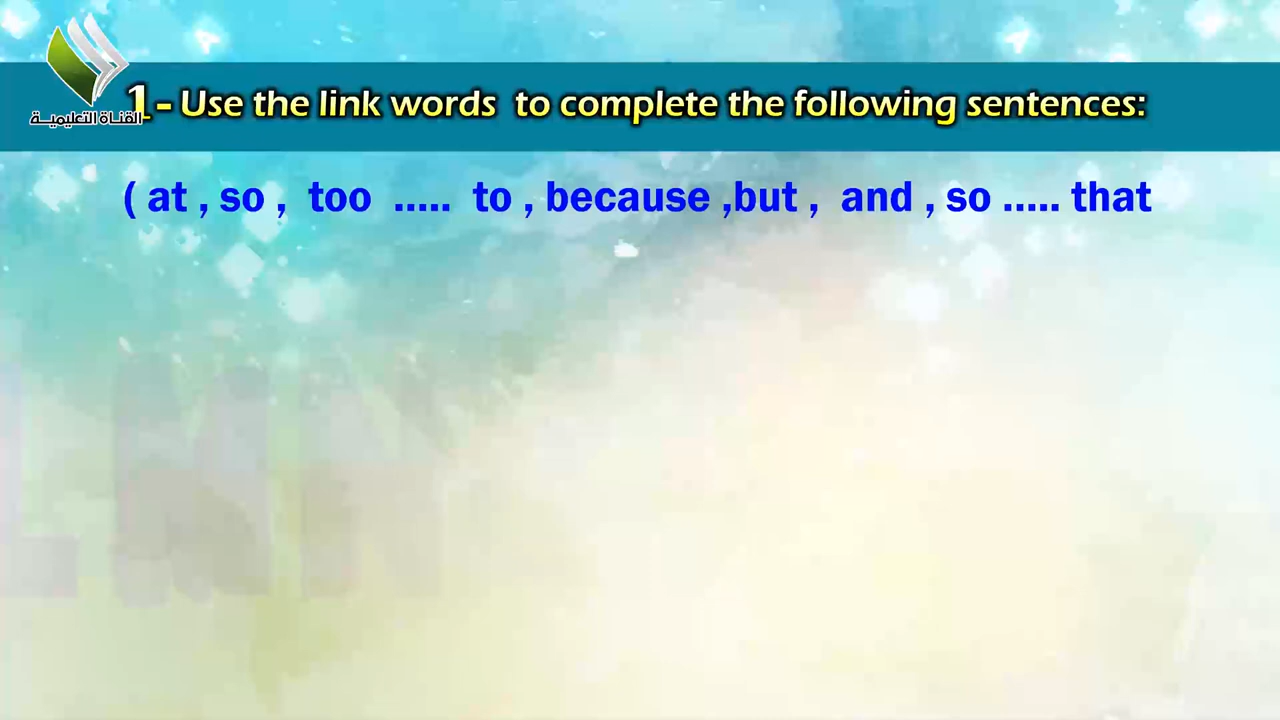 1- Use the link words to complete the following sentences:
القناة التعليمية
( at , so , too ..... to , because ,but , and , so ..... that